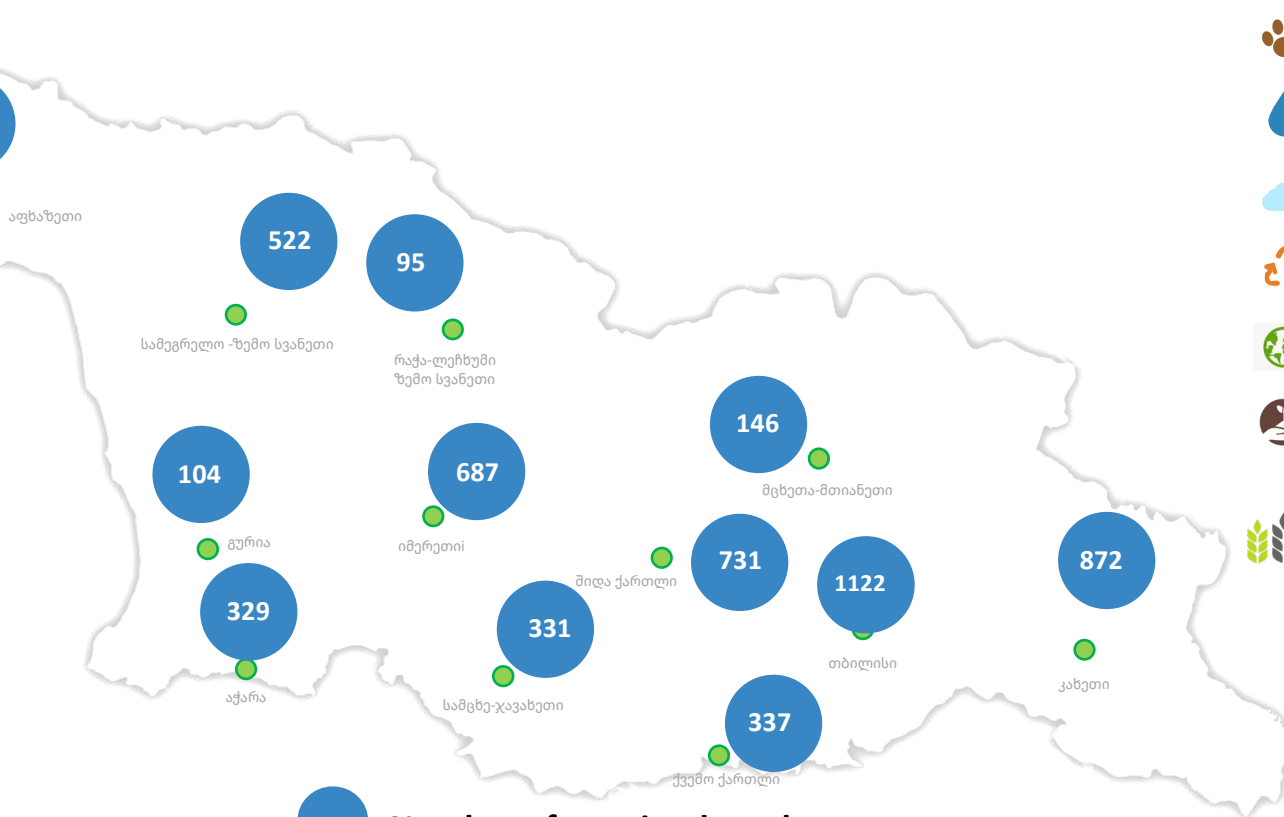 აფხაზეთი
522
95
სამეგრელო -ზემო სვანეთი
რაჭა-ლეჩხუმი
ზემო სვანეთი
146
104
687
მცხეთა-მთიანეთი
გურია
იმერეთიi
731
1122
872
შიდა ქართლი
329
331
თბილისი
კახეთი
აჭარა
სამცხე-ჯავახეთი
337
ქვემო ქართლი